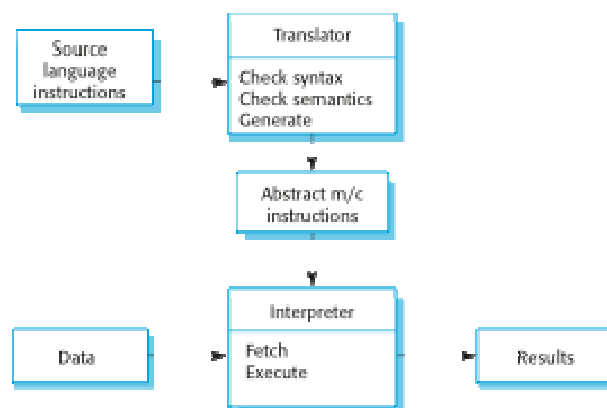 Source
language
instructions
Translator
Check syntax
Check semantics
Generate
Abstract m/c
instructions
Data
Interpreter
Fetch
Execute
Results